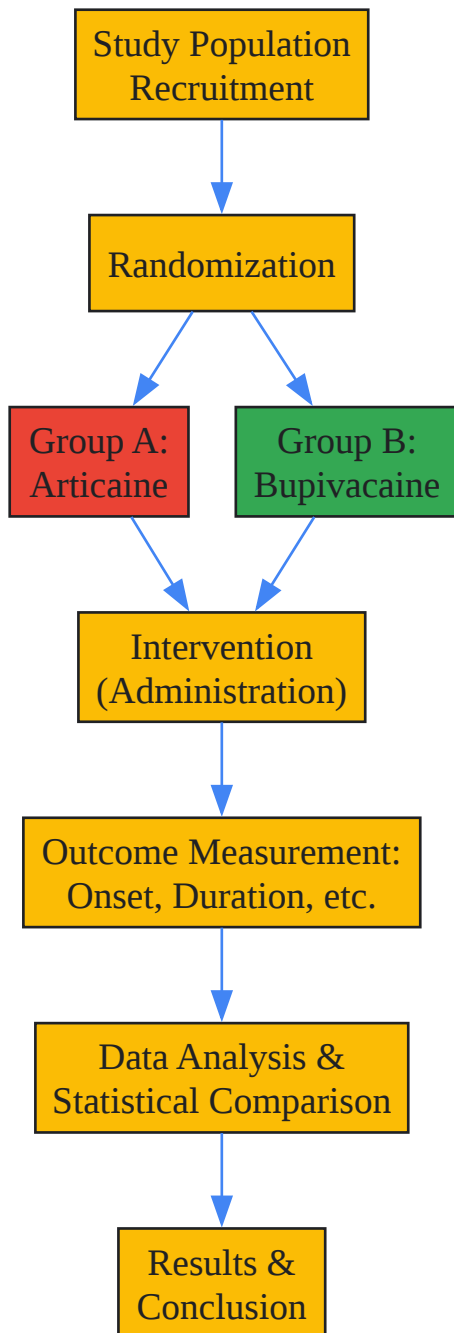 Study Population
Recruitment
Randomization
Group A:
Articaine
Group B:
Bupivacaine
Intervention
(Administration)
Outcome Measurement:
Onset, Duration, etc.
Data Analysis &
Statistical Comparison
Results &
Conclusion